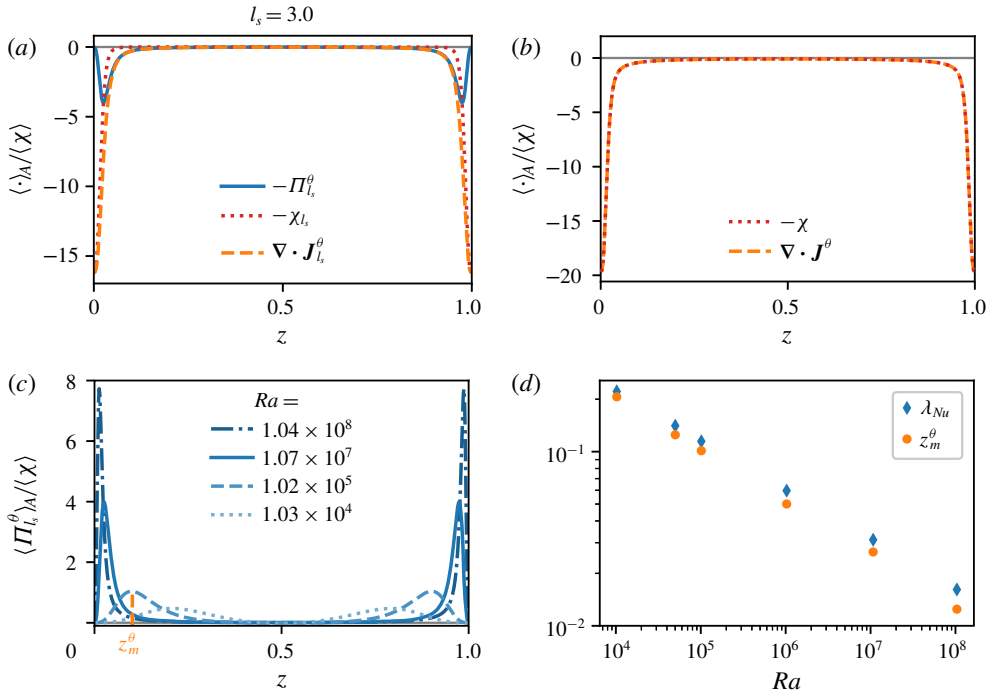 l_s = 3.0
(a)
(b)
0
−5
−10
−15
⟨·⟩_A/⟨χ⟩
−Π^θ_{l_s}
−χ_{l_s}
∇ · J^θ_{l_s}
0
0.5
1.0
z
0
−5
−10
−15
−20
⟨·⟩_A/⟨χ⟩
−χ
∇ · J^θ
0
0.5
1.0
z
(c)
(d)
8
6
4
2
0
⟨Π^θ_{l_s}⟩_A/⟨χ⟩
Ra =
1.04 × 10^8
1.07 × 10^7
1.02 × 10^5
1.03 × 10^4
z^θ_m
0.5
1.0
z
10^{−1}
10^{−2}
λ_{Nu}
z^θ_m
10^4
10^5
10^6
10^7
10^8
Ra